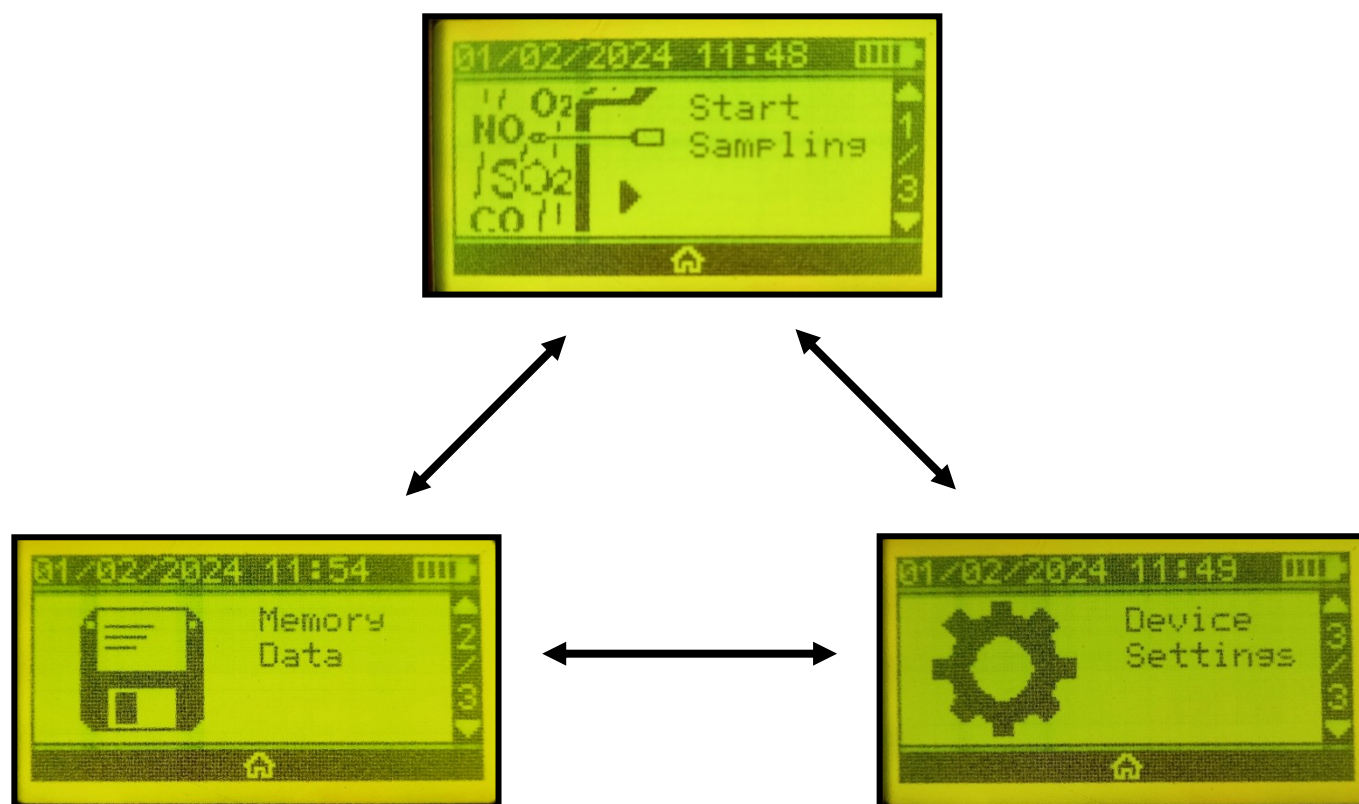 01/02/2024 11:48
O2
NO
SO2
CO
Start
Sampling
1/3
01/02/2024 11:54
Memory
Data
2/3
01/02/2024 11:49
Device
Settings
3/3